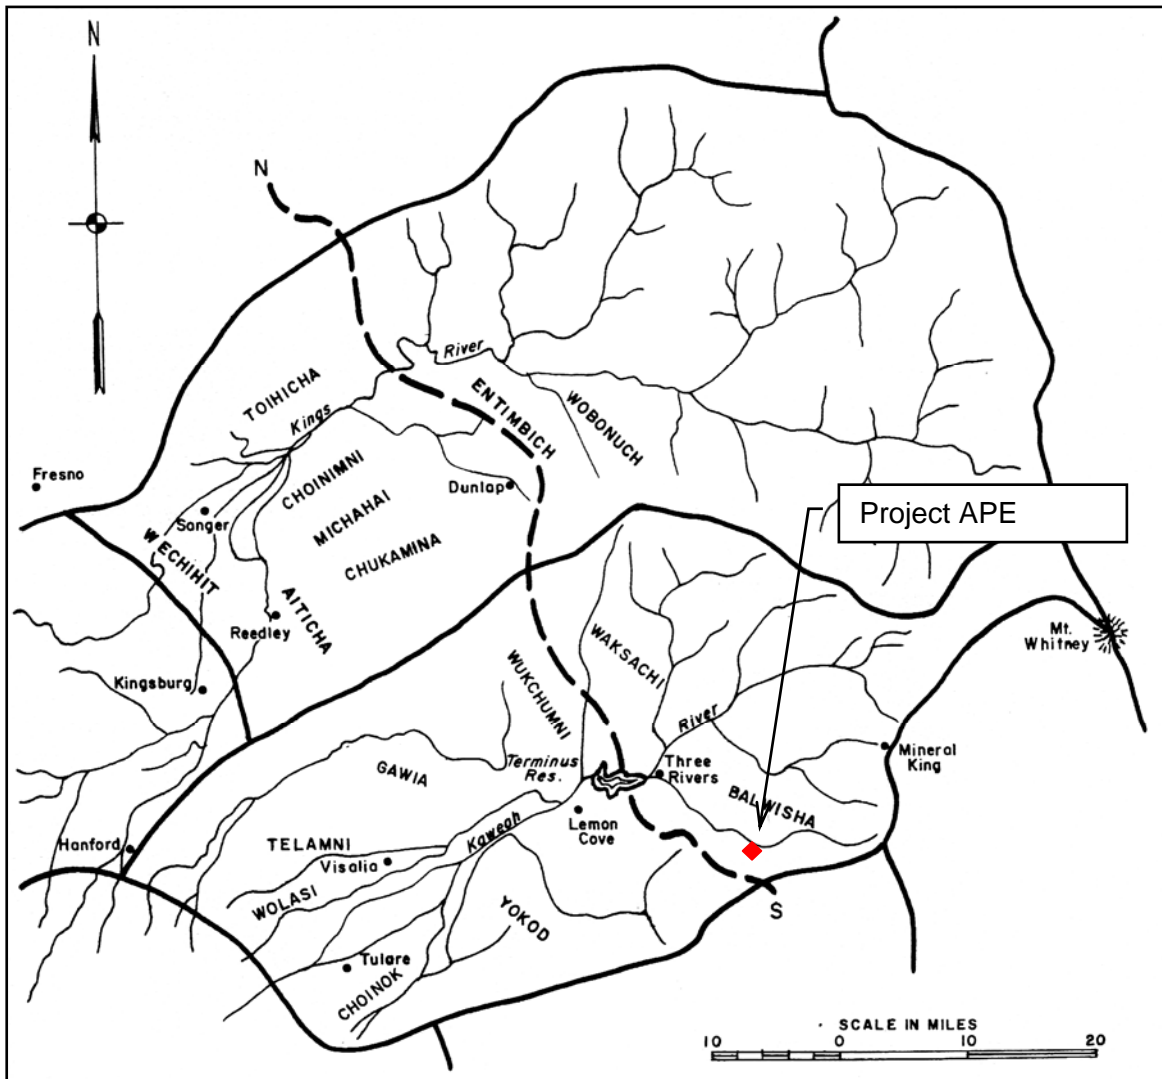 N
N
River
TOIHICHA
Kings
ENTIMBICH
WOBONUCH
Fresno
CHOINIMNI
Dunlap
Sanger
MICHAHAI
Project APE
WECHIHIT
CHUKAMINA
AITICHA
Reedley
Mt.
Whitney
WAKSACHI
WUKCHUMNI
Kingsburg
River
Mineral
King
Terminus
Res.
Three
Rivers
GAWIA
BALWISHA
Lemon
Cove
Kaweah
Hanford
TELAMNI
Visalia
WOLASI
YOKOD
S
Tulare
CHOINOK
SCALE IN MILES
10 0 10 20